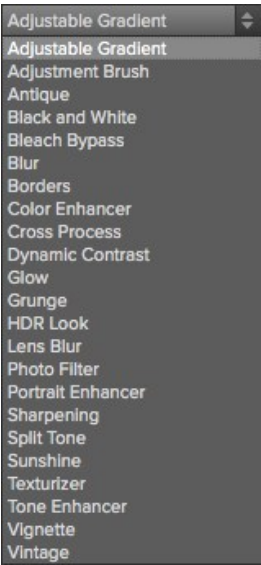 Adjustable Gradient
Adjustable Gradient
Adjustment Brush
Antique
Black and White
Bleach Bypass
Blur
Borders
Color Enhancer
Cross Process
Dynamic Contrast
Glow
Grunge
HDR Look
Lens Blur
Photo Filter
Portrait Enhancer
Sharpening
Split Tone
Sunshine
Texturizer
Tone Enhancer
Vignette
Vintage